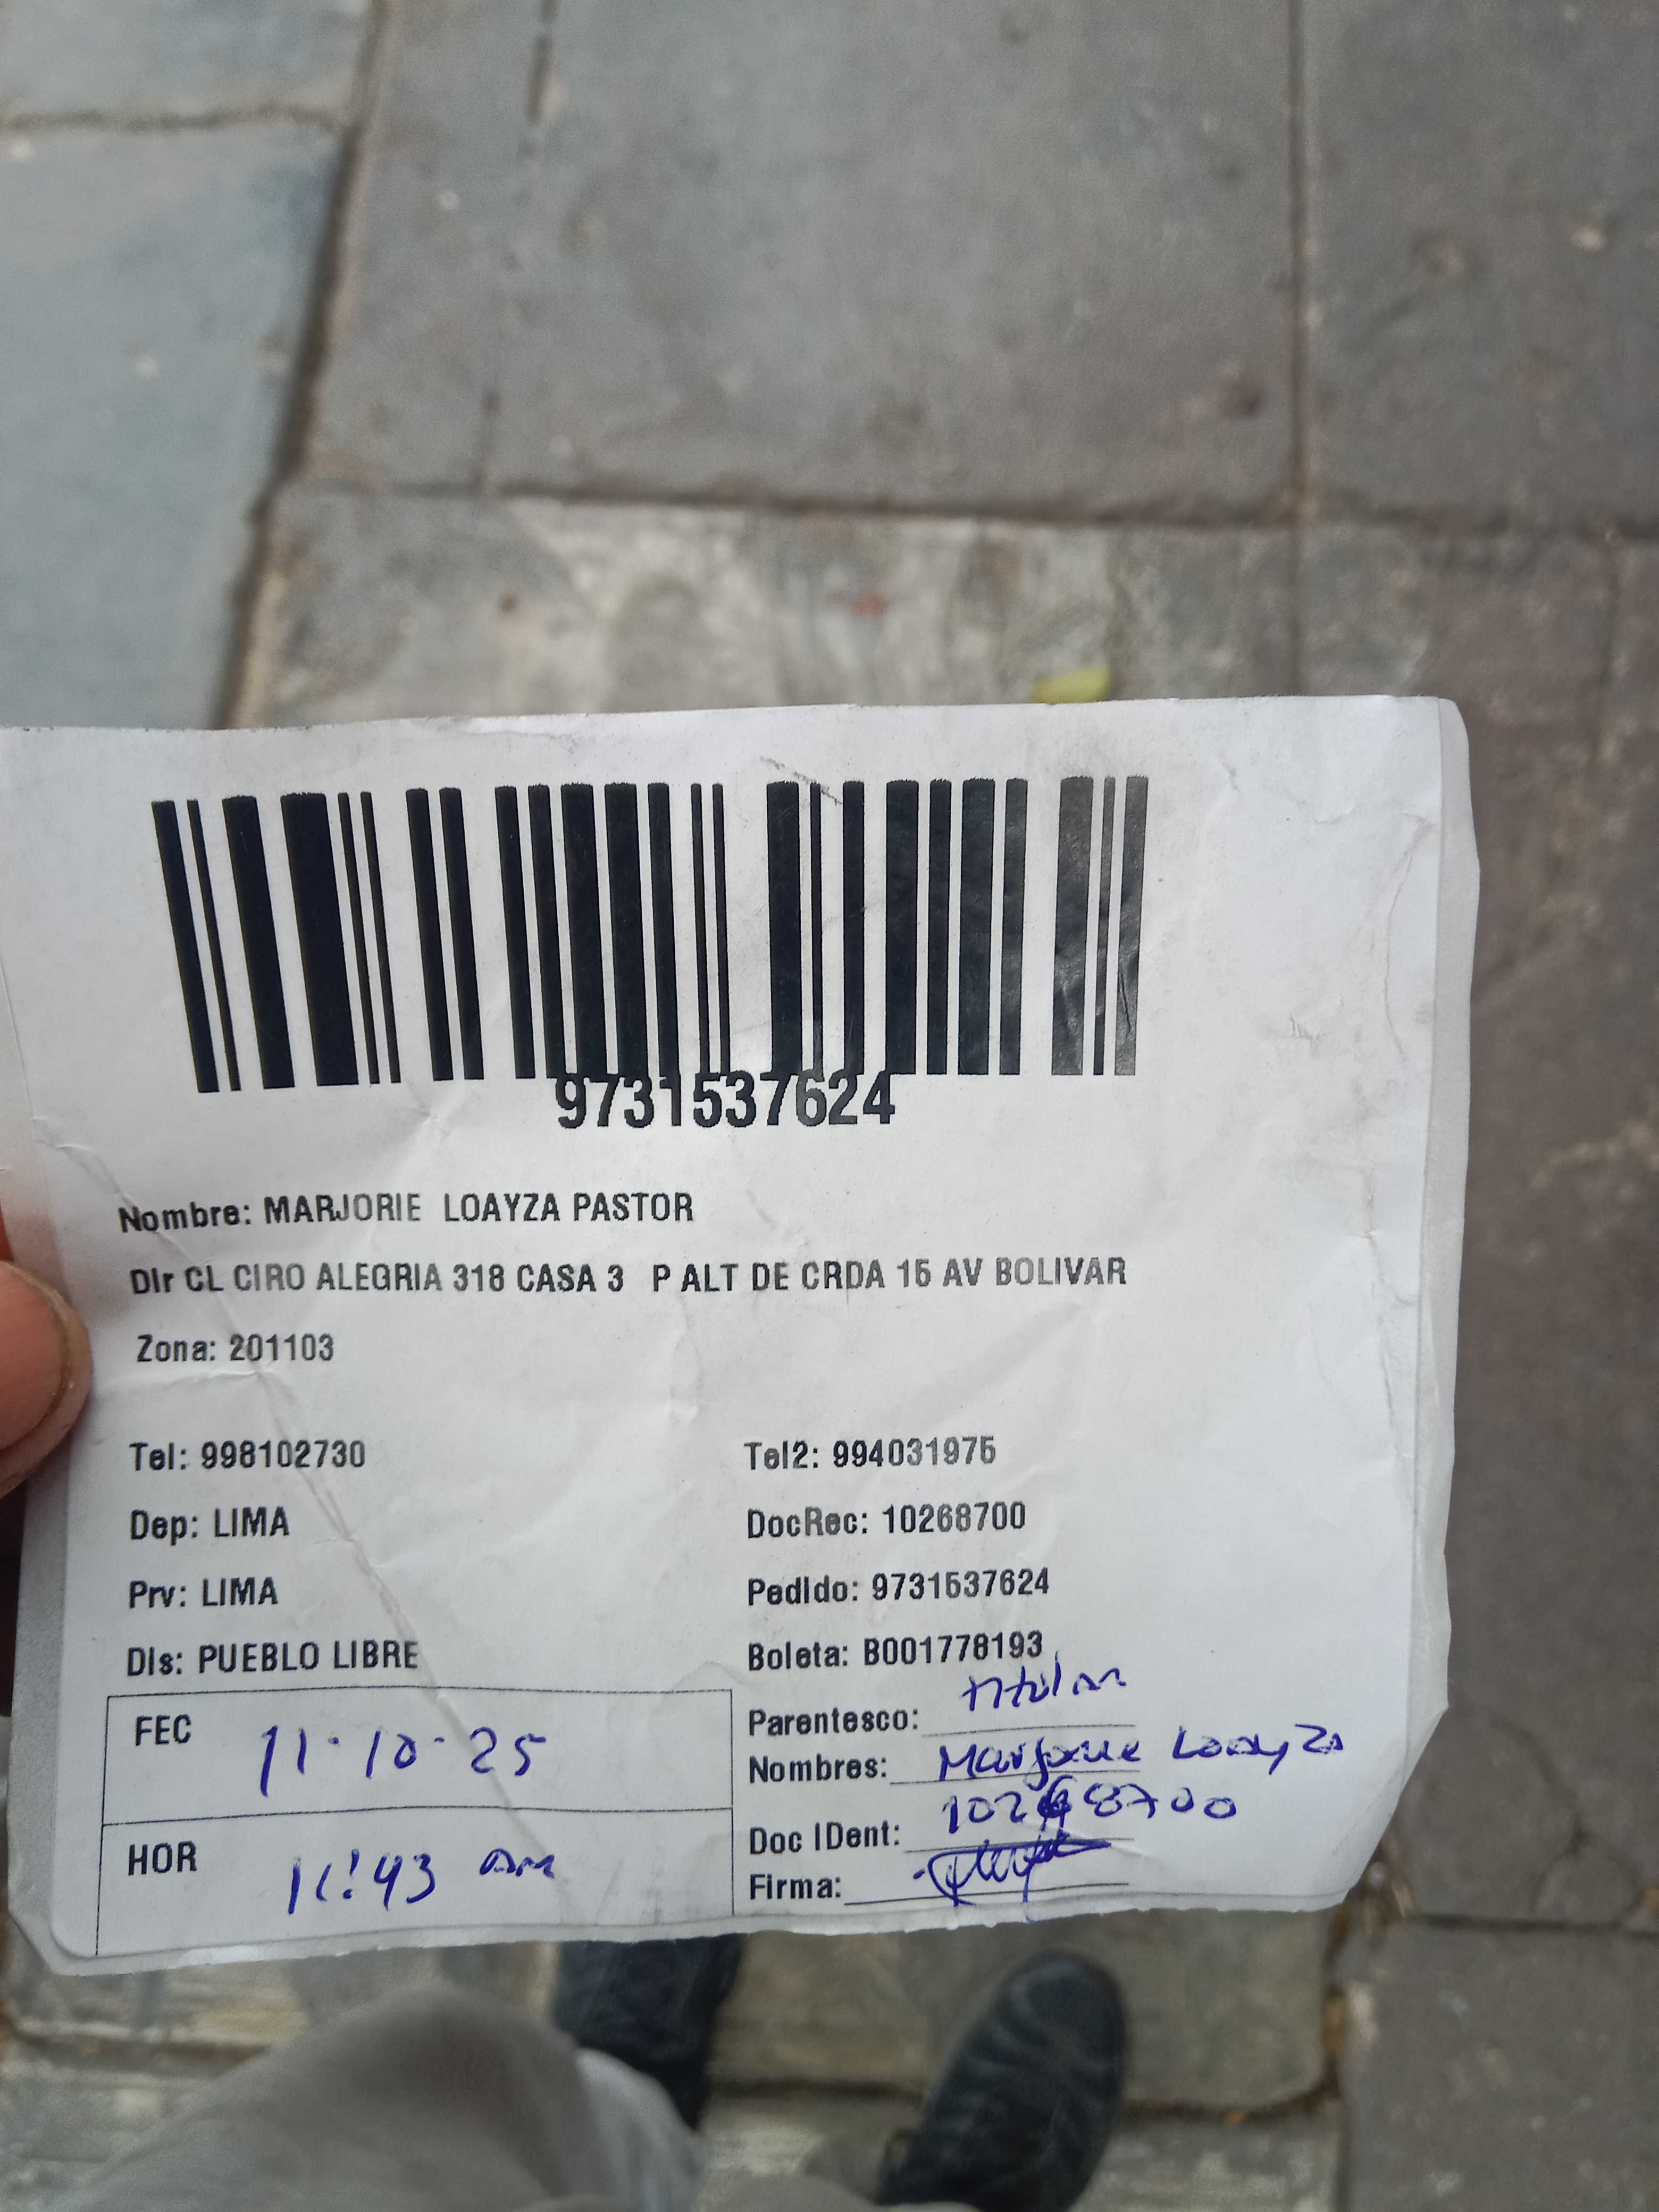 9731537624
Nombre: MARJORIE LOAYZA PASTOR
Dir CL CIRO ALEGRIA 318 CASA 3 P ALT DE CRDA 15 AV BOLIVAR
Zona: 201103
Tel: 998102730 Tel2: 994031975
Dep: LIMA DocRec: 10268700
Prv: LIMA Pedido: 9731537624
Dis: PUEBLO LIBRE Boleta: B001778193
FEC 11-10-25
HOR 11:43 am
Parentesco: titular
Nombres: Marjorie Loayza
Doc IDent: 10268700
Firma: